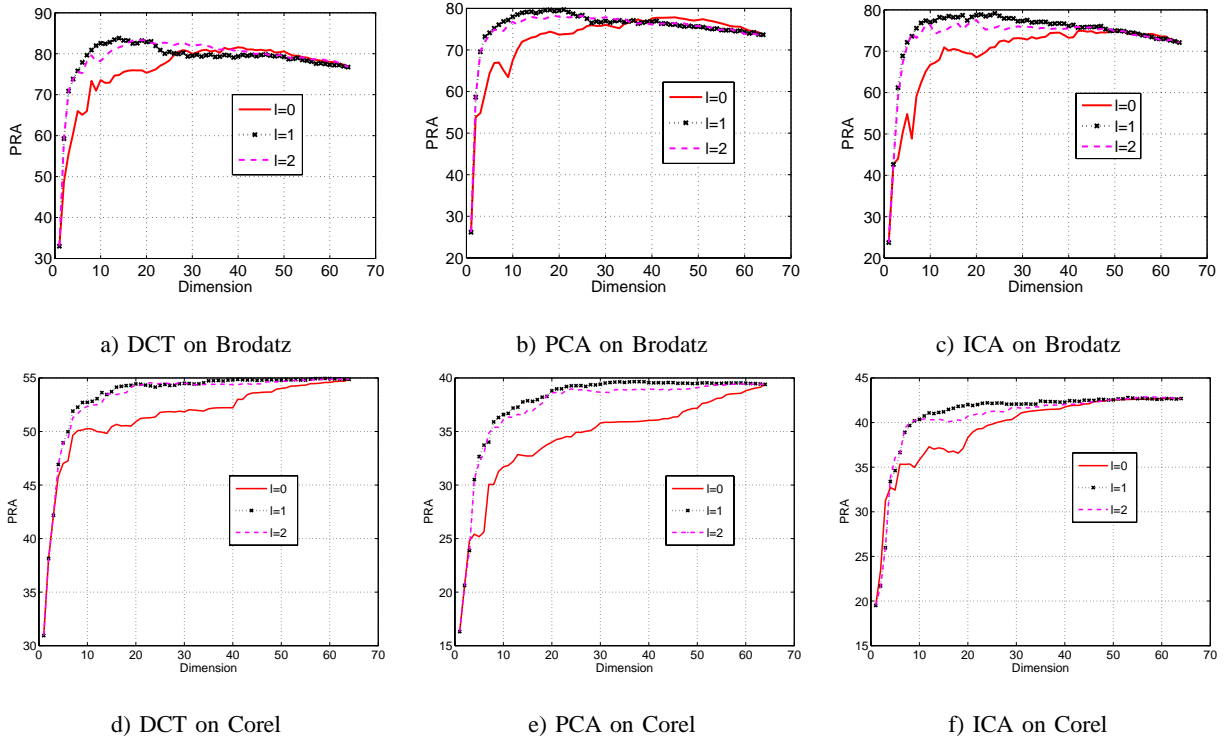 90
80
70
60
50
40
30
PRA
0 10 20 30 40 50 60 70
Dimension
l=0
l=1
l=2
a) DCT on Brodatz
80
70
60
50
40
30
20
PRA
0 10 20 30 40 50 60 70
Dimension
l=0
l=1
l=2
b) PCA on Brodatz
80
70
60
50
40
30
20
PRA
0 10 20 30 40 50 60 70
Dimension
l=0
l=1
l=2
c) ICA on Brodatz
55
50
45
40
35
30
PRA
0 10 20 30 40 50 60 70
Dimension
l=0
l=1
l=2
d) DCT on Corel
40
35
30
25
20
15
PRA
0 10 20 30 40 50 60 70
Dimension
l=0
l=1
l=2
e) PCA on Corel
45
40
35
30
25
20
15
PRA
0 10 20 30 40 50 60 70
Dimension
l=0
l=1
l=2
f) ICA on Corel